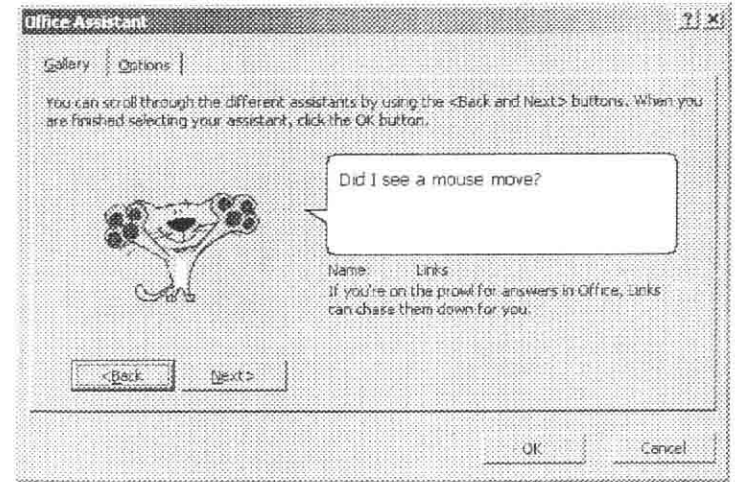 Office Assistant
Gallery Options
You can scroll through the different assistants by using the <Back and Next> buttons. When you
are finished selecting your assistant, click the OK button.
Did I see a mouse move?
Name: Links
If you're on the prowl for answers in Office, Links
can chase them down for you.
<Back Next>
OK Cancel